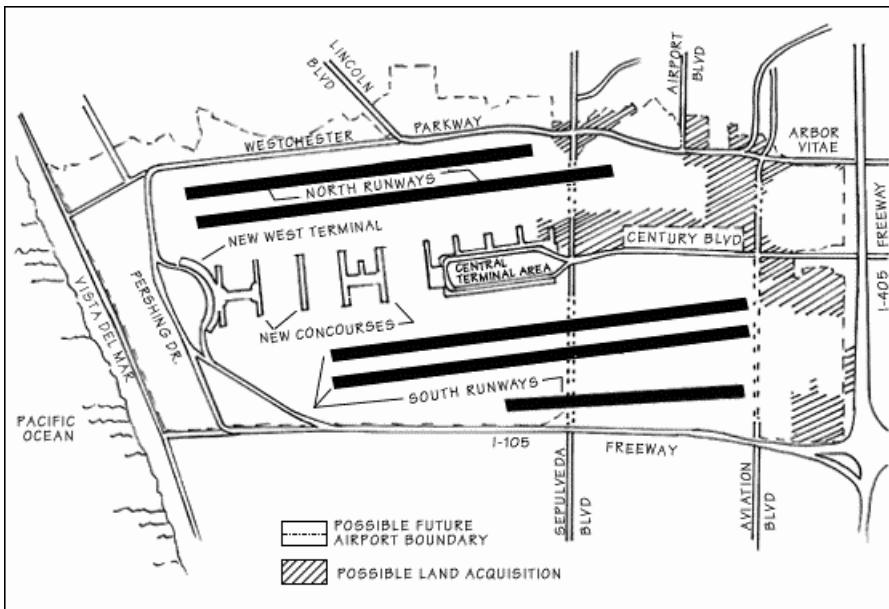 LINCOLN
BLVD
AIRPORT
BLVD
WESTCHESTER
PARKWAY
ARBOR
VITAE
NORTH RUNWAYS
NEW WEST TERMINAL
CENTURY BLVD
FREEWAY
I-405
CENTRAL
TERMINAL AREA
PERSHING DR.
VISTA DEL MAR
NEW CONCOURSES
SOUTH RUNWAYS
PACIFIC
OCEAN
I-105
FREEWAY
SEPULVEDA
BLVD
AVIATION
BLVD
POSSIBLE FUTURE
AIRPORT BOUNDARY
POSSIBLE LAND ACQUISITION